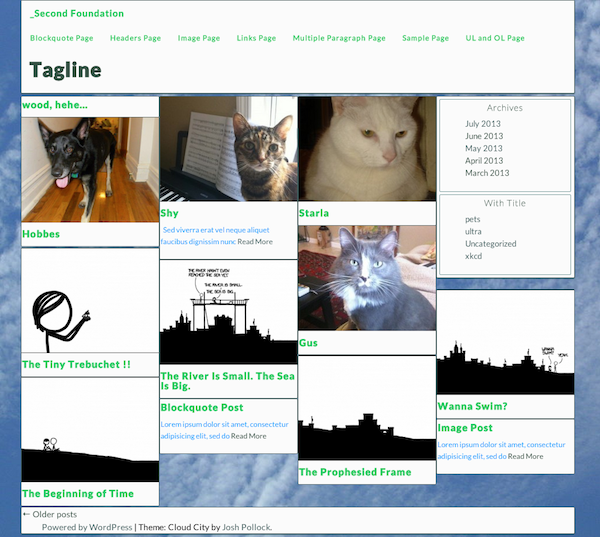 _Second Foundation
Blockquote Page Headers Page Image Page Links Page Multiple Paragraph Page Sample Page UL and OL Page
Tagline
wood, hehe...
Hobbes
The Tiny Trebuchet !!
The Beginning of Time
Shy
Sed viverra erat vel neque aliquet
faucibus dignissim nunc Read More
THE RIVER HASN'T EVEN
REACHED THE SEA YET
THE RIVER IS SMALL.
THE SEA IS BIG.
The River Is Small. The Sea
Is Big.
Blockquote Post
Lorem ipsum dolor sit amet, consectetur
adipisicing elit, sed do Read More
Starla
Gus
The Prophesied Frame
Archives
July 2013
June 2013
May 2013
April 2013
March 2013
With Title
pets
ultra
Uncategorized
xkcd
WANNA
SWIM?
YEAH.
Wanna Swim?
Image Post
Lorem ipsum dolor sit amet, consectetur
adipisicing elit, sed do Read More
← Older posts
Powered by WordPress | Theme: Cloud City by Josh Pollock.